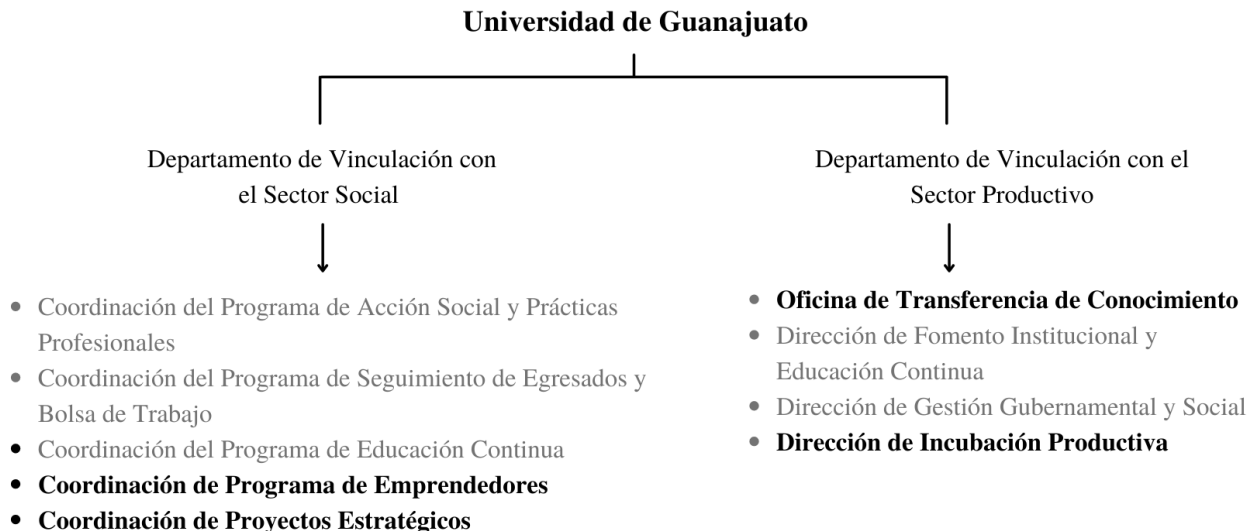 Universidad de Guanajuato
Departamento de Vinculación con
el Sector Social
• Coordinación del Programa de Acción Social y Prácticas
Profesionales
• Coordinación del Programa de Seguimiento de Egresados y
Bolsa de Trabajo
• Coordinación del Programa de Educación Continua
• Coordinación de Programa de Emprendedores
• Coordinación de Proyectos Estratégicos
Departamento de Vinculación con el
Sector Productivo
• Oficina de Transferencia de Conocimiento
• Dirección de Fomento Institucional y
Educación Continua
• Dirección de Gestión Gubernamental y Social
• Dirección de Incubación Productiva